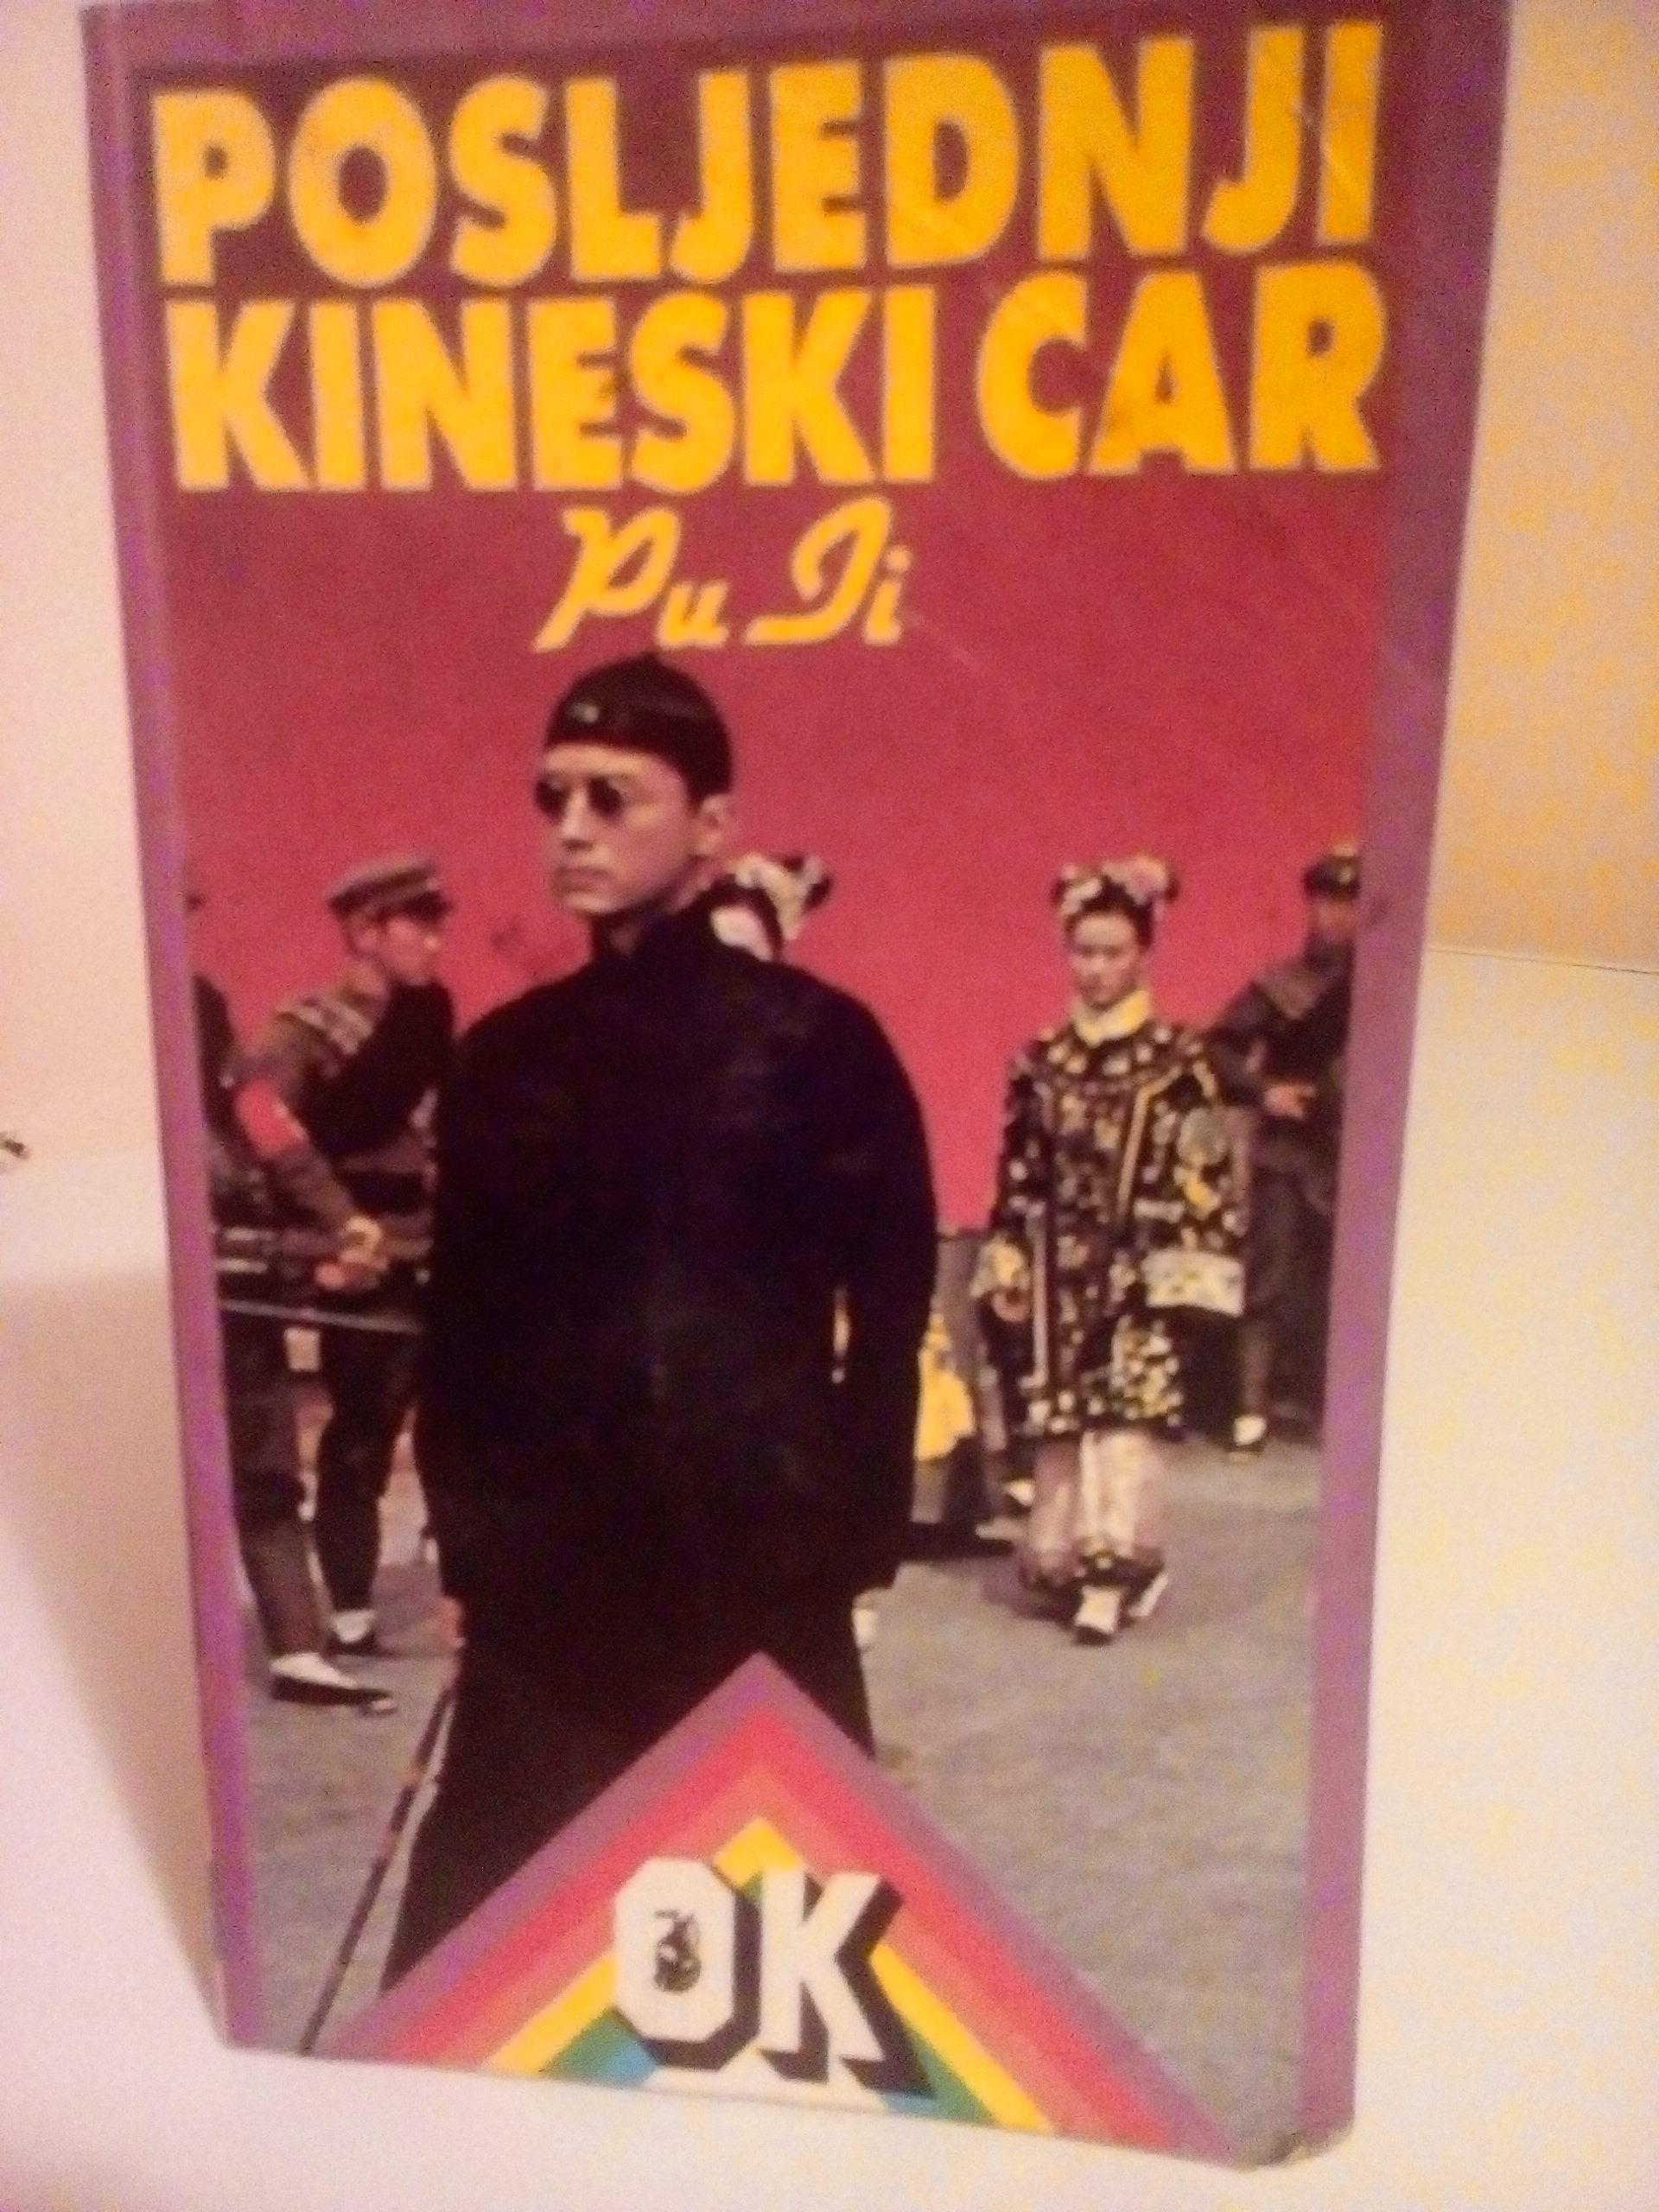 POSLJEDNJI
KINESKI CAR
Pu Ji
OK